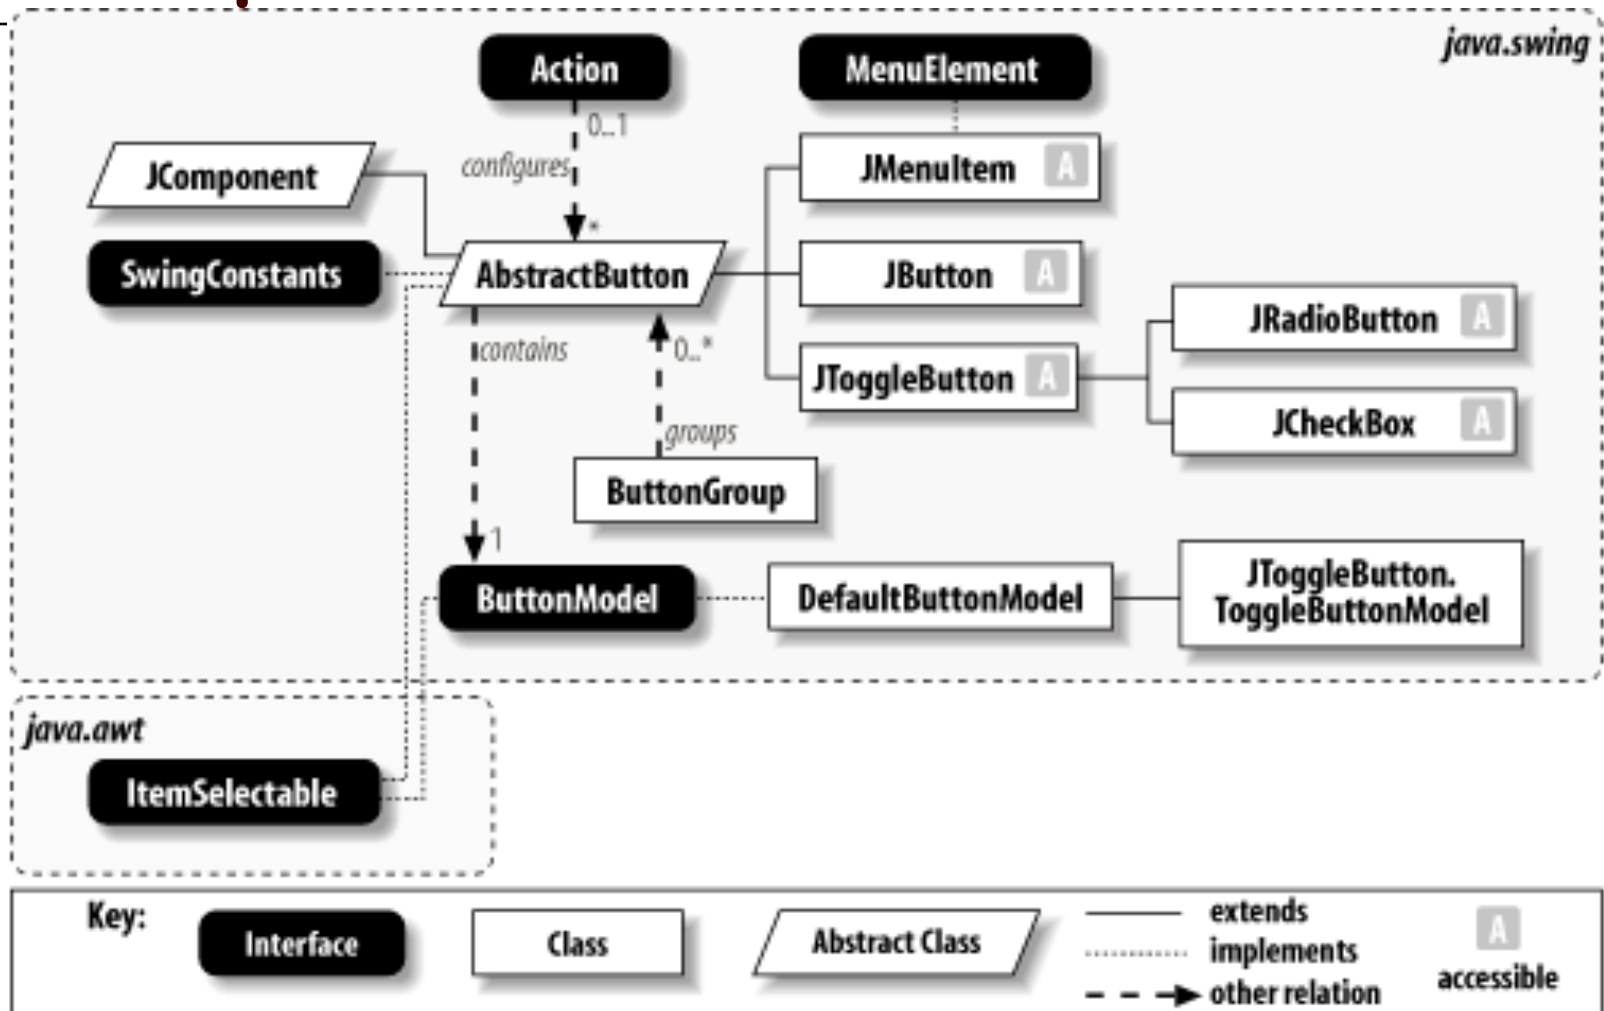 java.swing
Action
MenuElement
0..1
configures
*
JComponent
JMenuItem A
SwingConstants
AbstractButton
JButton A
JRadioButton A
contains
0..*
JToggleButton A
JCheckBox A
groups
ButtonGroup
1
ButtonModel
DefaultButtonModel
JToggleButton.
ToggleButtonModel
java.awt
ItemSelectable
Key:
Interface
Class
Abstract Class
extends
implements
other relation
A
accessible